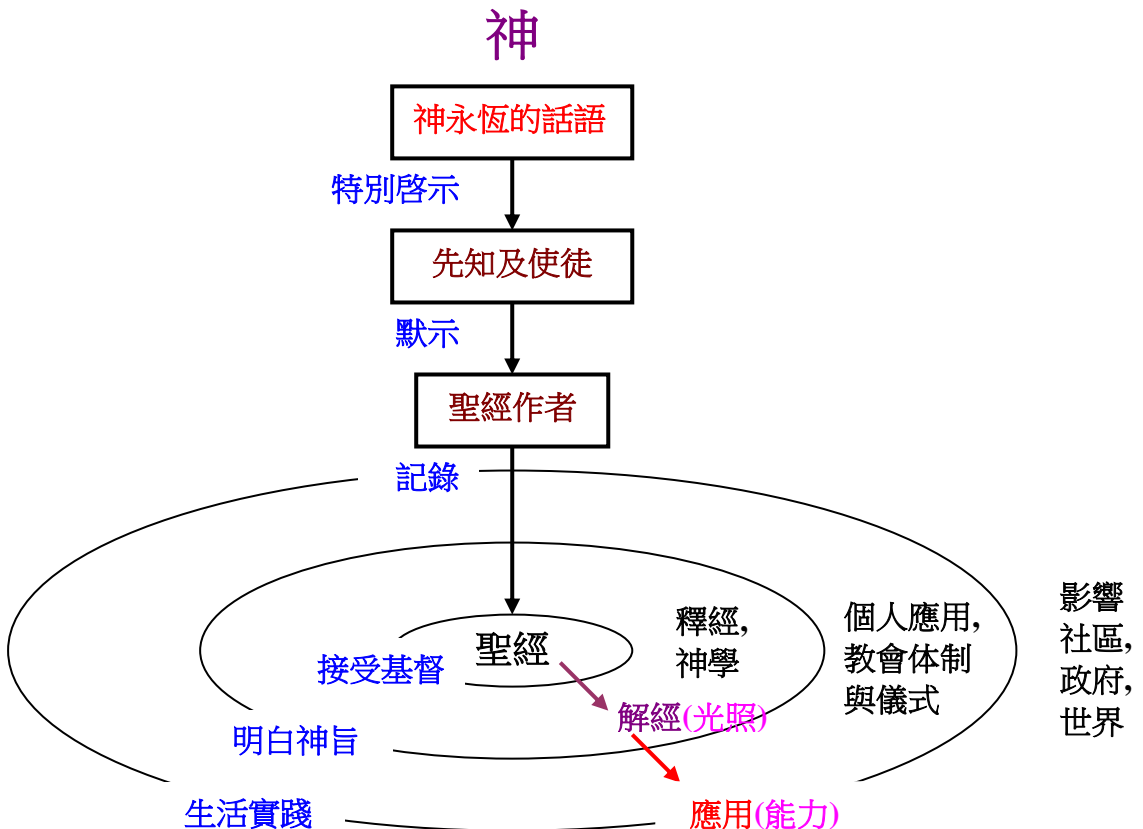 神
神永恆的話語
特別啓示
先知及使徒
默示
聖經作者
記錄
聖經
接受基督
釋經,
神學
個人應用,
教會体制
與儀式
影響
社區,
政府,
世界
解經(光照)
明白神旨
生活實踐
應用(能力)